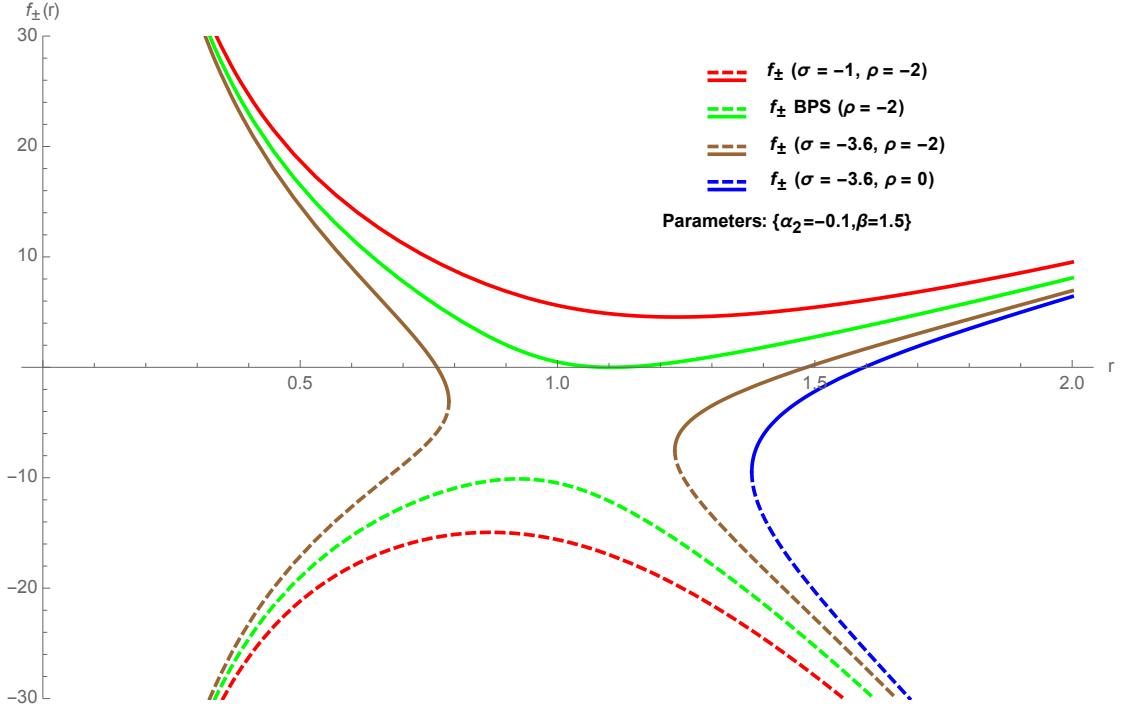 f±(r)
30
20
10
−10
−20
−30
0.5
1.0
1.5
2.0
r
f± (σ = −1, ρ = −2)
f± BPS (ρ = −2)
f± (σ = −3.6, ρ = −2)
f± (σ = −3.6, ρ = 0)
Parameters: {α₂=−0.1,β=1.5}